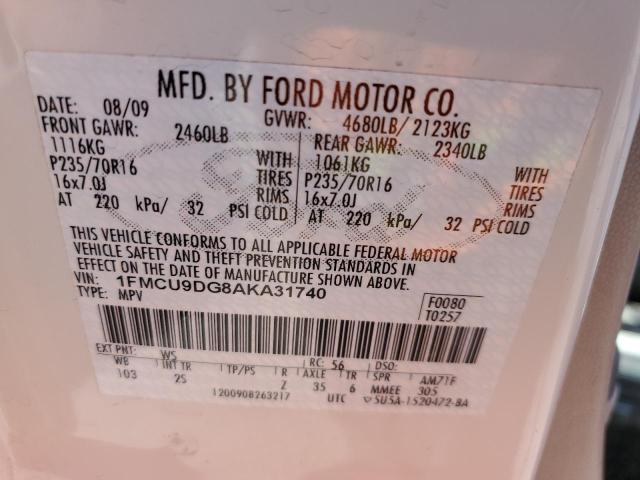 MFD. BY FORD MOTOR CO.
DATE: 08/09 GVWR: 4680LB/ 2123KG
FRONT GAWR: 2460LB REAR GAWR: 2340LB
1116KG WITH 1061KG WITH
P235/70R16 TIRES P235/70R16 TIRES
16x7.0J RIMS 16x7.0J RIMS
AT 220 kPa/ 32 PSI COLD AT 220 kPa/ 32 PSI COLD
THIS VEHICLE CONFORMS TO ALL APPLICABLE FEDERAL MOTOR
VEHICLE SAFETY AND THEFT PREVENTION STANDARDS IN
EFFECT ON THE DATE OF MANUFACTURE SHOWN ABOVE.
VIN: 1FMCU9DG8AKA31740 F0080
TYPE: MPV T0257
EXT PNT: WS RC: 56 DSO:
WB INT TR TP/PS R AXLE TR SPR AM71F
103 2S Z 35 6 MMEE 305
1200908263217 UTC 5U5A-1520472-BA
Ford